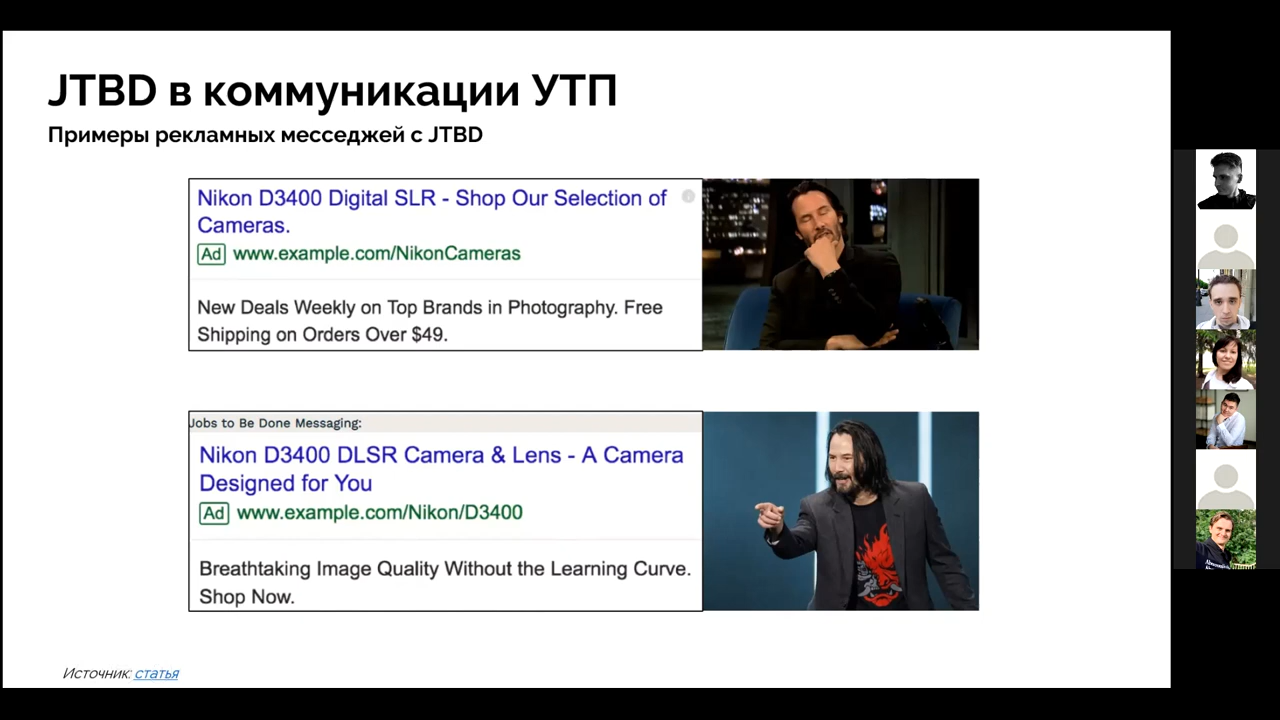 JTBD в коммуникации УТП
Примеры рекламных месседжей с JTBD
Nikon D3400 Digital SLR - Shop Our Selection of
Cameras.
Ad www.example.com/NikonCameras
New Deals Weekly on Top Brands in Photography. Free
Shipping on Orders Over $49.
Jobs to Be Done Messaging:
Nikon D3400 DLSR Camera & Lens - A Camera
Designed for You
Ad www.example.com/Nikon/D3400
Breathtaking Image Quality Without the Learning Curve.
Shop Now.
Источник: статья